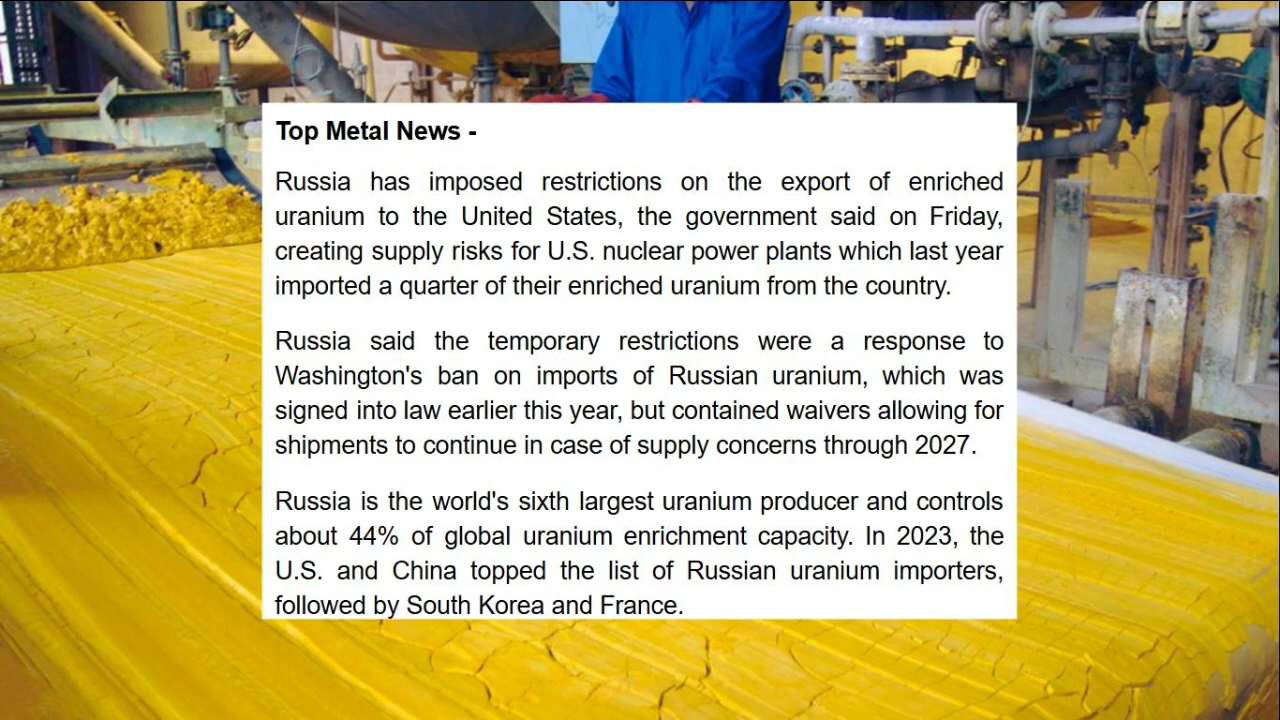 Top Metal News -
Russia has imposed restrictions on the export of enriched
uranium to the United States, the government said on Friday,
creating supply risks for U.S. nuclear power plants which last year
imported a quarter of their enriched uranium from the country.
Russia said the temporary restrictions were a response to
Washington's ban on imports of Russian uranium, which was
signed into law earlier this year, but contained waivers allowing for
shipments to continue in case of supply concerns through 2027.
Russia is the world's sixth largest uranium producer and controls
about 44% of global uranium enrichment capacity. In 2023, the
U.S. and China topped the list of Russian uranium importers,
followed by South Korea and France.